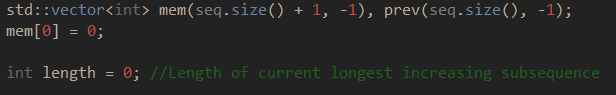 std::vector<int> mem(seq.size() + 1, -1), prev(seq.size(), -1);
mem[0] = 0;
int length = 0; //Length of current longest increasing subsequence